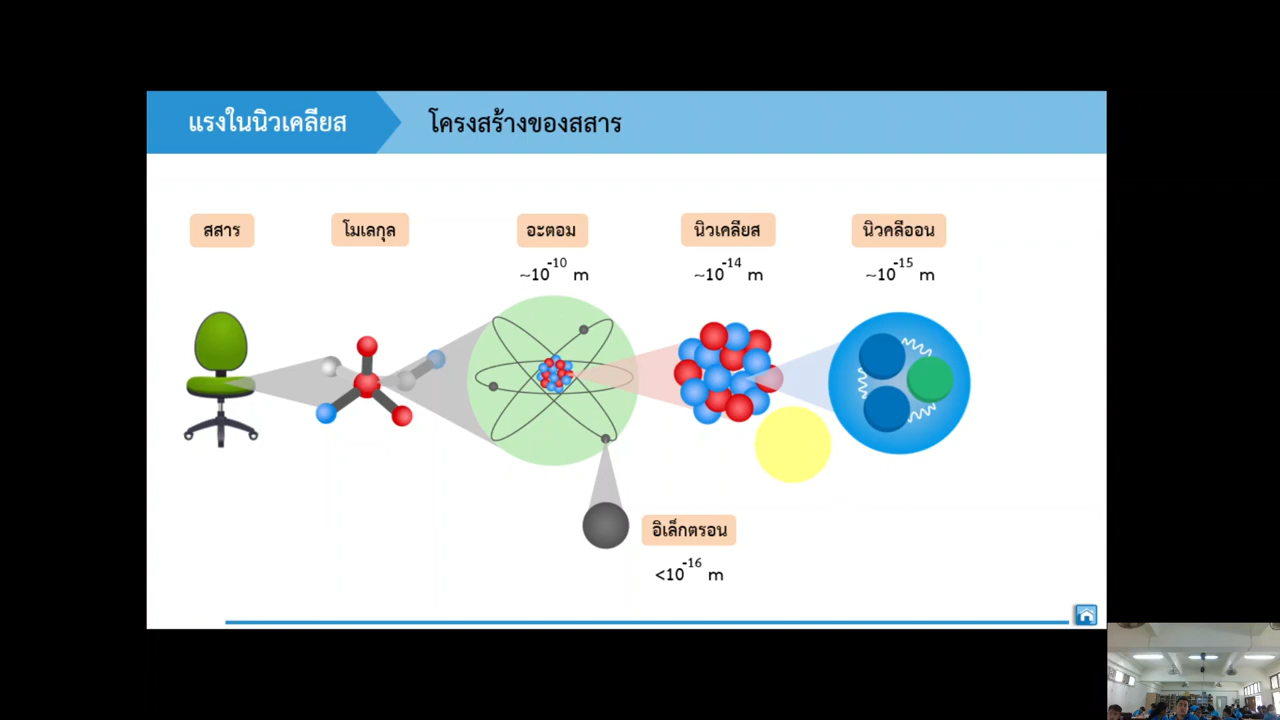 แรงในนิวเคลียส
โครงสร้างของสสาร
สสาร
โมเลกุล
อะตอม
นิวเคลียส
นิวคลีออน
~10⁻¹⁰ m
~10⁻¹⁴ m
~10⁻¹⁵ m
อิเล็กตรอน
<10⁻¹⁶ m